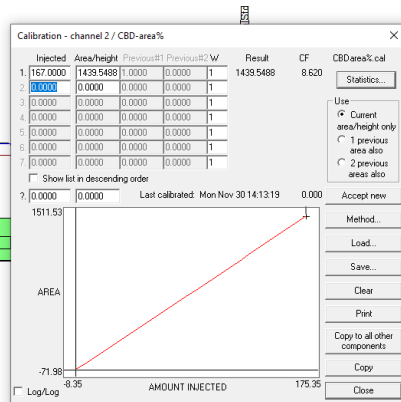 Calibration - channel 2 / CBD-area%
Injected Area/height Previous#1 Previous#2 W Result CF CBDarea%.cal
1. 167.0000 1439.5488 1.0000 0.0000 1 1439.5488 8.620
Statistics...
2. 0.0000 0.0000 0.0000 0.0000 1
3. 0.0000 0.0000 0.0000 0.0000 1
4. 0.0000 0.0000 0.0000 0.0000 1
5. 0.0000 0.0000 0.0000 0.0000 1
6. 0.0000 0.0000 0.0000 0.0000 1
7. 0.0000 0.0000 0.0000 0.0000 1
Use
Current
area/height only
1 previous
area also
2 previous
areas also
Show list in descending order
?. 0.0000 0.0000 Last calibrated: Mon Nov 30 14:13:19 0.000
Accept new
Method...
Load...
Save...
Clear
Print
Copy to all other
components
Copy
Close
1511.53
AREA
-71.98
-8.35 AMOUNT INJECTED 175.35
Log/Log